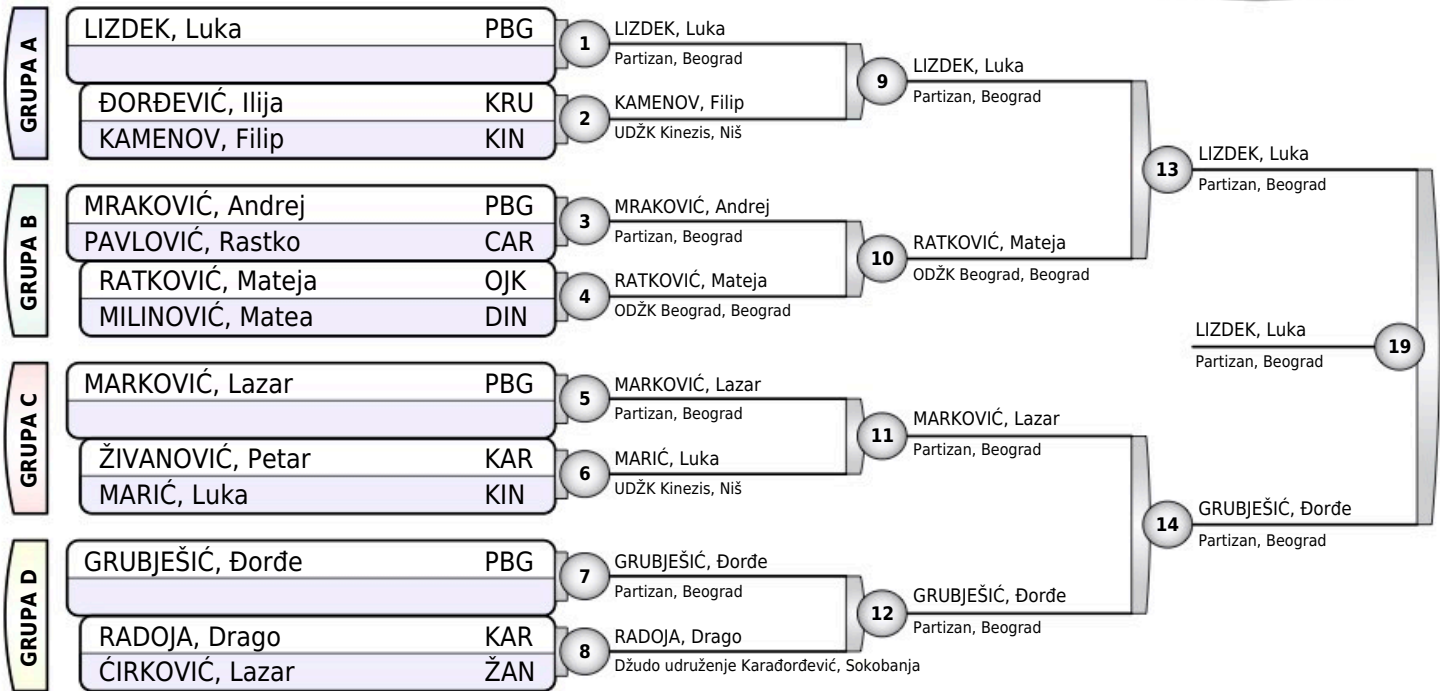 GRUPA A
LIZDEK, Luka PBG
ĐORĐEVIĆ, Ilija KRU
KAMENOV, Filip KIN
1
LIZDEK, Luka
Partizan, Beograd
2
KAMENOV, Filip
UDŽK Kinezis, Niš
9
LIZDEK, Luka
Partizan, Beograd
GRUPA B
MRAKOVIĆ, Andrej PBG
PAVLOVIĆ, Rastko CAR
RATKOVIĆ, Mateja OJK
MILINOVIĆ, Matea DIN
3
MRAKOVIĆ, Andrej
Partizan, Beograd
4
RATKOVIĆ, Mateja
ODŽK Beograd, Beograd
10
RATKOVIĆ, Mateja
ODŽK Beograd, Beograd
13
LIZDEK, Luka
Partizan, Beograd
GRUPA C
MARKOVIĆ, Lazar PBG
ŽIVANOVIĆ, Petar KAR
MARIĆ, Luka KIN
5
MARKOVIĆ, Lazar
Partizan, Beograd
6
MARIĆ, Luka
UDŽK Kinezis, Niš
11
MARKOVIĆ, Lazar
Partizan, Beograd
GRUPA D
GRUBJEŠIĆ, Đorđe PBG
RADOJA, Drago KAR
ĆIRKOVIĆ, Lazar ŽAN
7
GRUBJEŠIĆ, Đorđe
Partizan, Beograd
8
RADOJA, Drago
Džudo udruženje Karađorđević, Sokobanja
12
GRUBJEŠIĆ, Đorđe
Partizan, Beograd
14
GRUBJEŠIĆ, Đorđe
Partizan, Beograd
LIZDEK, Luka
Partizan, Beograd
19